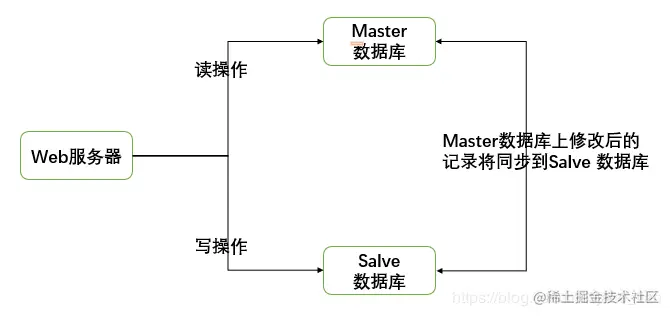 Master
数据库
读操作
Web服务器
Master数据库上修改后的
记录将同步到Salve 数据库
写操作
Salve
数据库
https://blog.
@稀土掘金技术社区